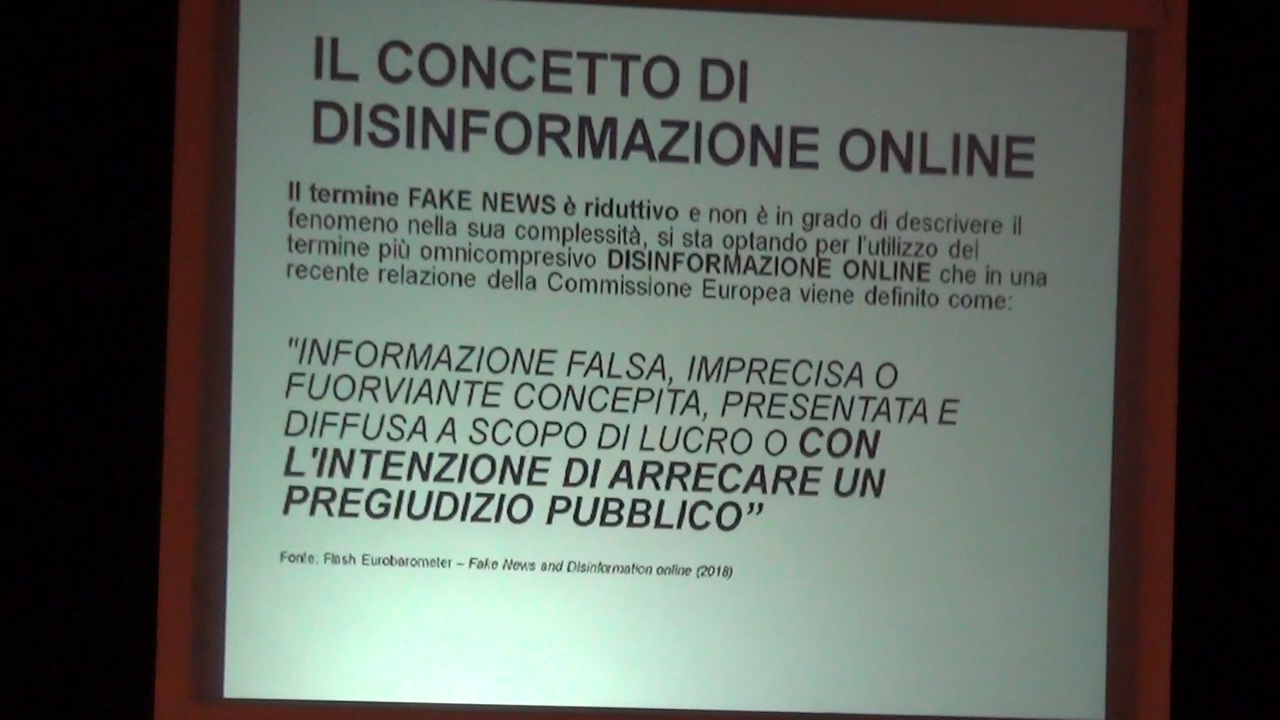 IL CONCETTO DI
DISINFORMAZIONE ONLINE
Il termine FAKE NEWS è riduttivo e non è in grado di descrivere il
fenomeno nella sua complessità, si sta optando per l'utilizzo del
termine più omnicompresivo DISINFORMAZIONE ONLINE che in una
recente relazione della Commissione Europea viene definito come:
"INFORMAZIONE FALSA, IMPRECISA O
FUORVIANTE CONCEPITA, PRESENTATA E
DIFFUSA A SCOPO DI LUCRO O CON
L'INTENZIONE DI ARRECARE UN
PREGIUDIZIO PUBBLICO”
Fonte: Flash Eurobarometer – Fake News and Disinformation online (2018)